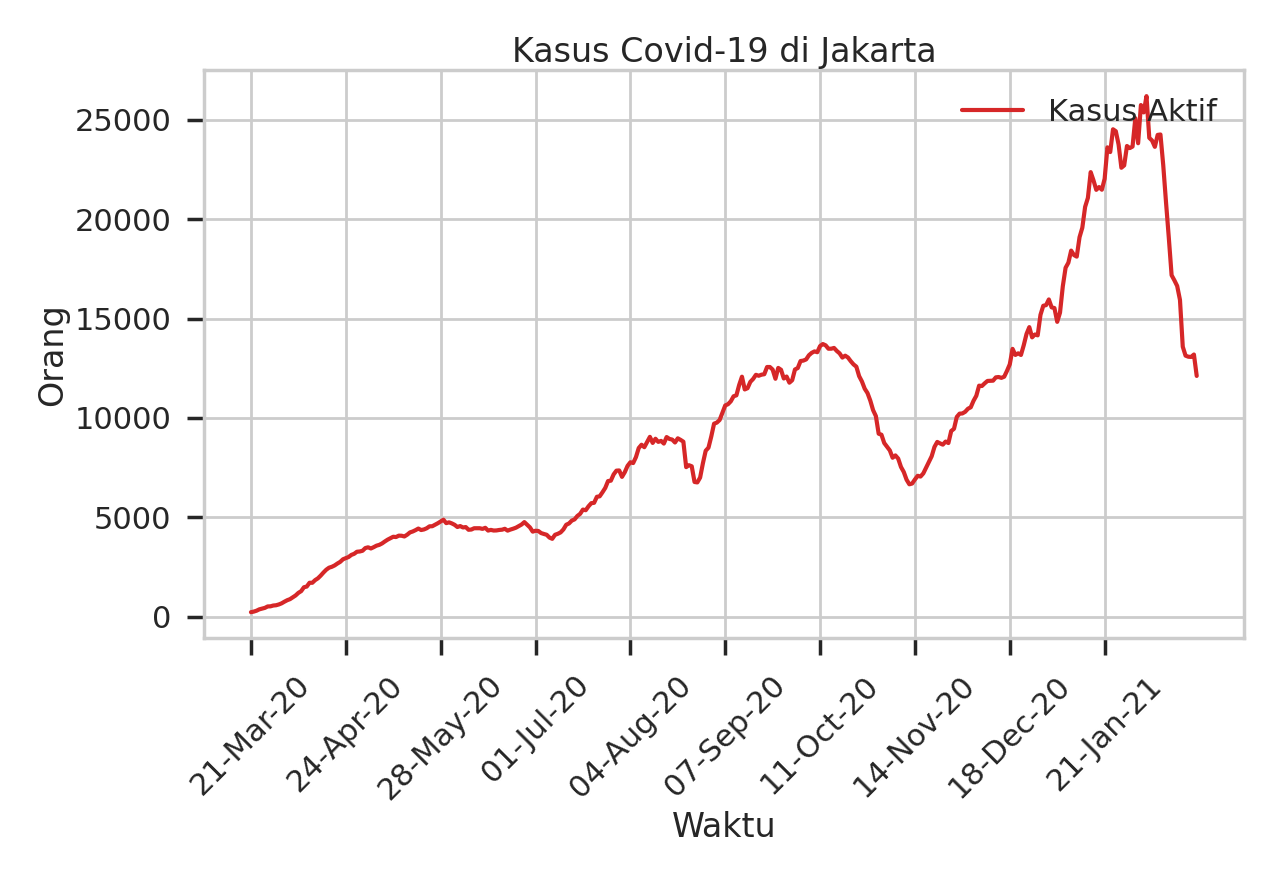 Kasus Covid-19 di Jakarta
Kasus Aktif
25000
20000
15000
10000
5000
0
Orang
21-Mar-20
24-Apr-20
28-May-20
01-Jul-20
04-Aug-20
07-Sep-20
11-Oct-20
14-Nov-20
18-Dec-20
21-Jan-21
Waktu